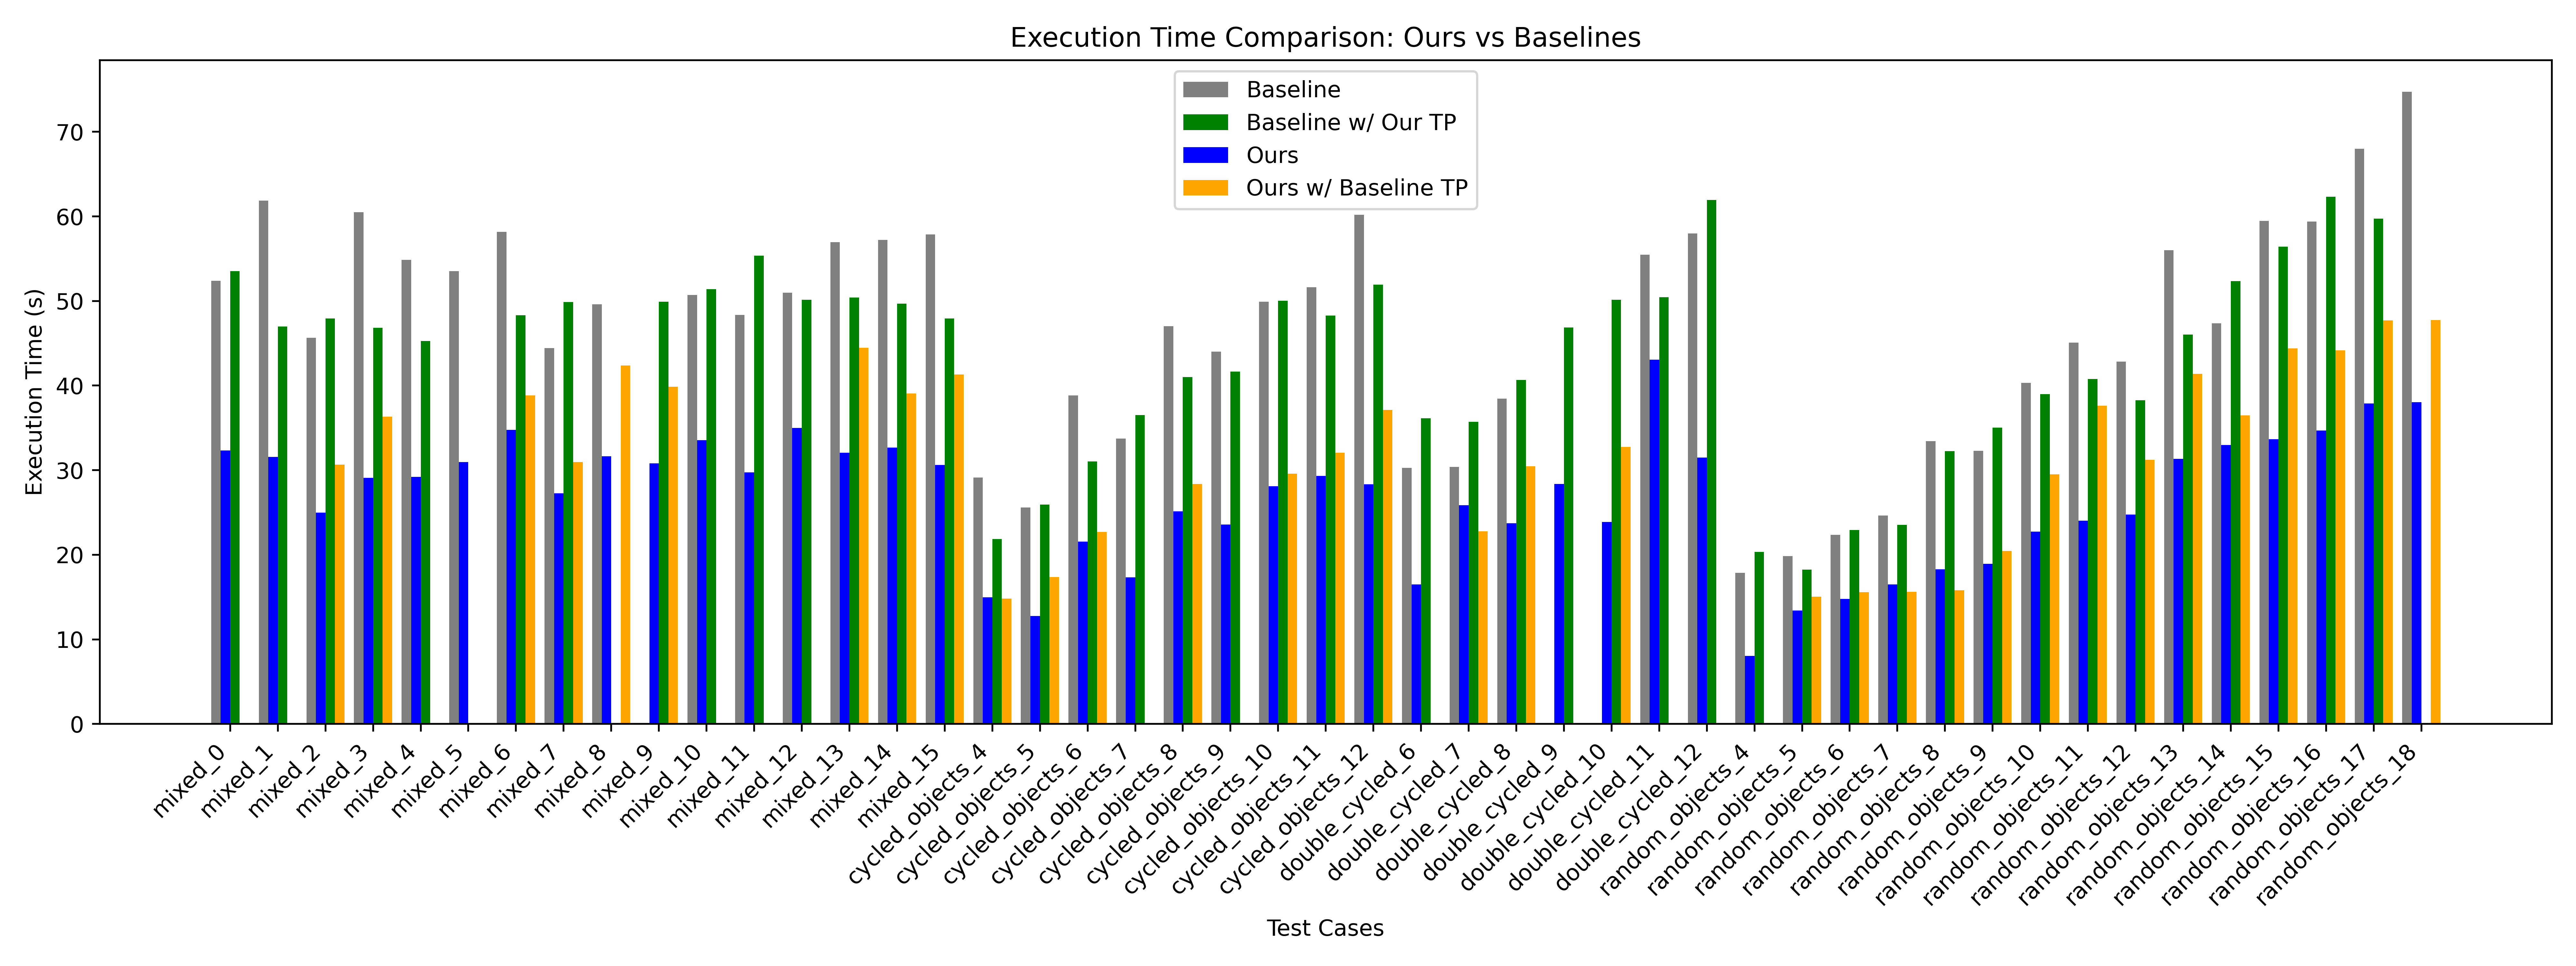 Execution Time Comparison: Ours vs Baselines
Baseline
Baseline w/ Our TP
Ours
Ours w/ Baseline TP
Execution Time (s)
70
60
50
40
30
20
10
0
mixed_0
mixed_1
mixed_2
mixed_3
mixed_4
mixed_5
mixed_6
mixed_7
mixed_8
mixed_9
mixed_10
mixed_11
mixed_12
mixed_13
mixed_14
mixed_15
cycled_objects_4
cycled_objects_5
cycled_objects_6
cycled_objects_7
cycled_objects_8
cycled_objects_9
cycled_objects_10
cycled_objects_11
cycled_objects_12
double_cycled_6
double_cycled_7
double_cycled_8
double_cycled_9
double_cycled_10
double_cycled_11
double_cycled_12
random_objects_4
random_objects_5
random_objects_6
random_objects_7
random_objects_8
random_objects_9
random_objects_10
random_objects_11
random_objects_12
random_objects_13
random_objects_14
random_objects_15
random_objects_16
random_objects_17
random_objects_18
Test Cases